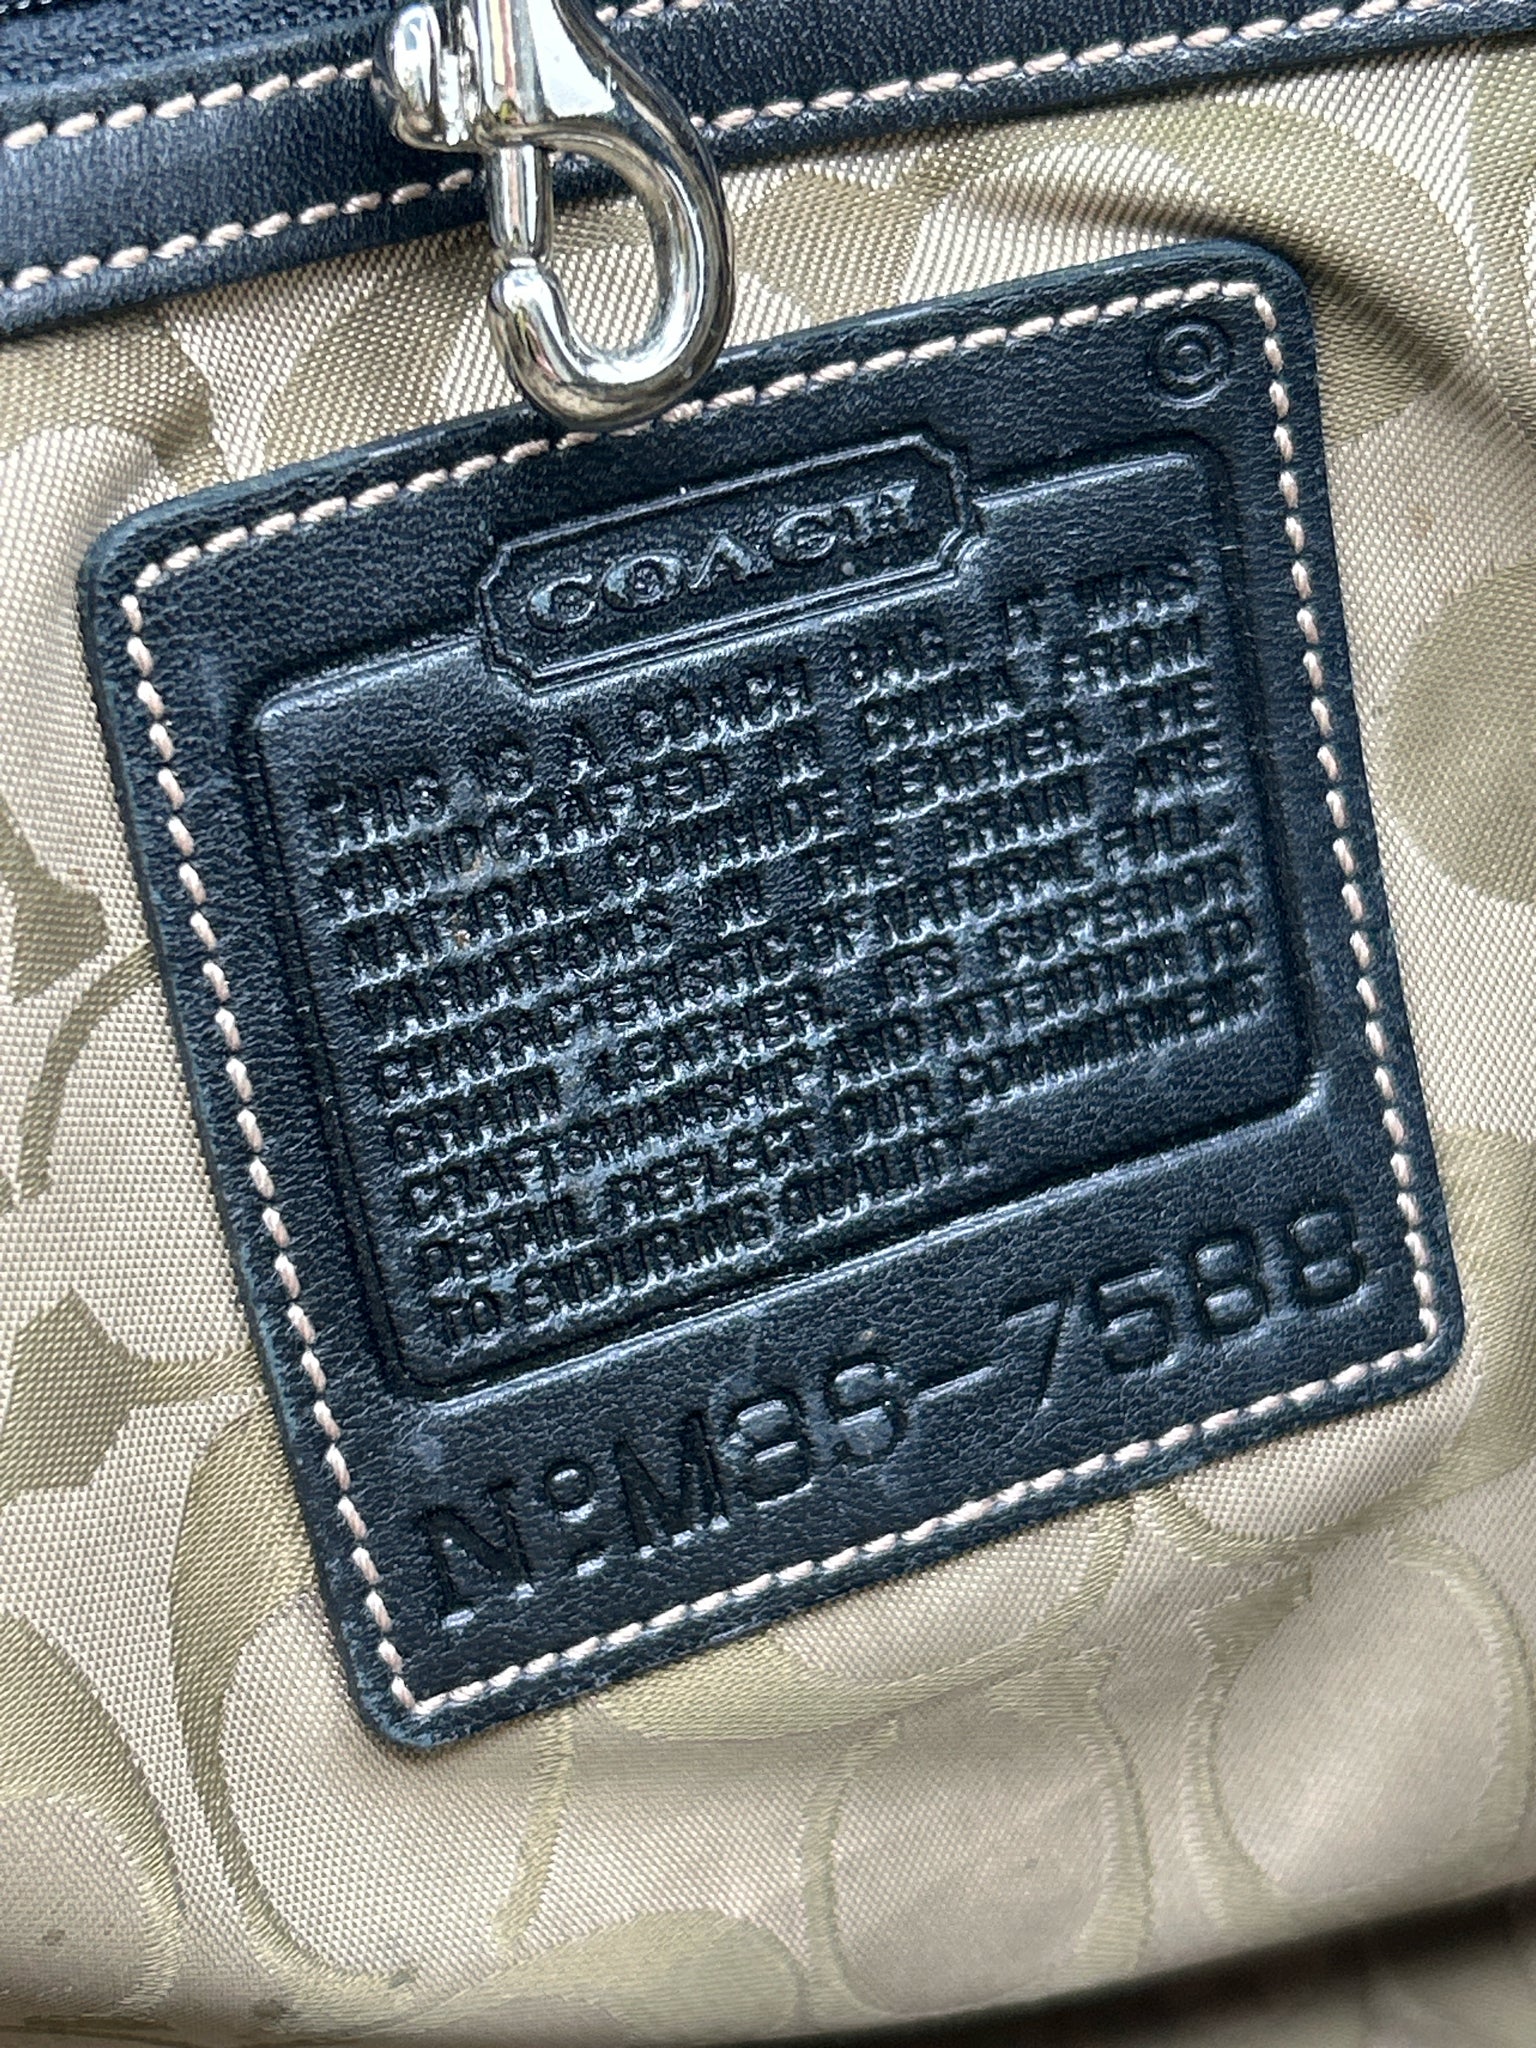 COACH
THIS IS A COACH BAG. IT WAS
HANDCRAFTED IN CHINA FROM
NATURAL COWHIDE LEATHER. THE
VARIATIONS IN THE GRAIN ARE
CHARACTERISTIC OF NATURAL FULL-
GRAIN LEATHER. ITS SUPERIOR
CRAFTSMANSHIP AND ATTENTION TO
DETAIL REFLECT OUR COMMITMENT
TO ENDURING QUALITY.
No M8S-7588